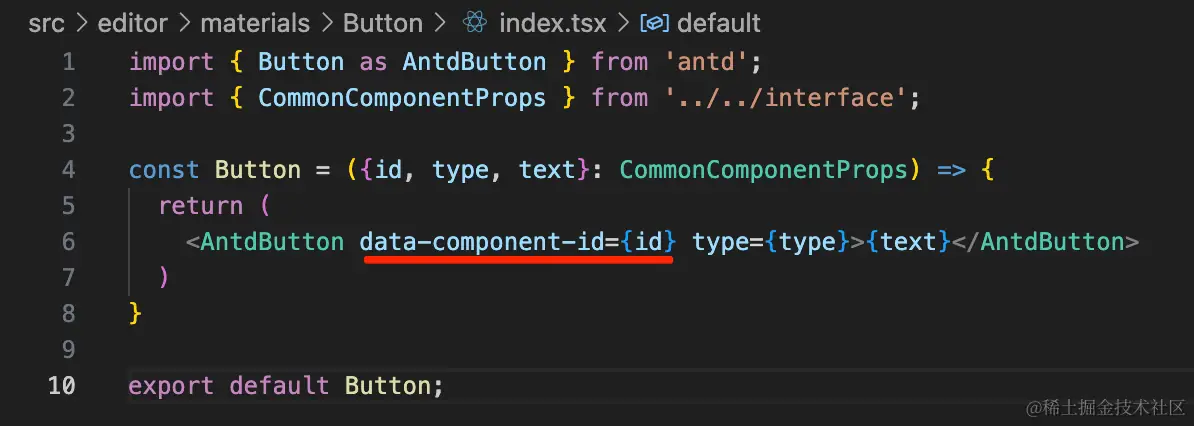 src > editor > materials > Button > index.tsx > default
1 import { Button as AntdButton } from 'antd';
2 import { CommonComponentProps } from '../../interface';
3
4 const Button = ({id, type, text}: CommonComponentProps) => {
5   return (
6     <AntdButton data-component-id={id} type={type}>{text}</AntdButton>
7   )
8 }
9
10 export default Button;
@稀土掘金技术社区